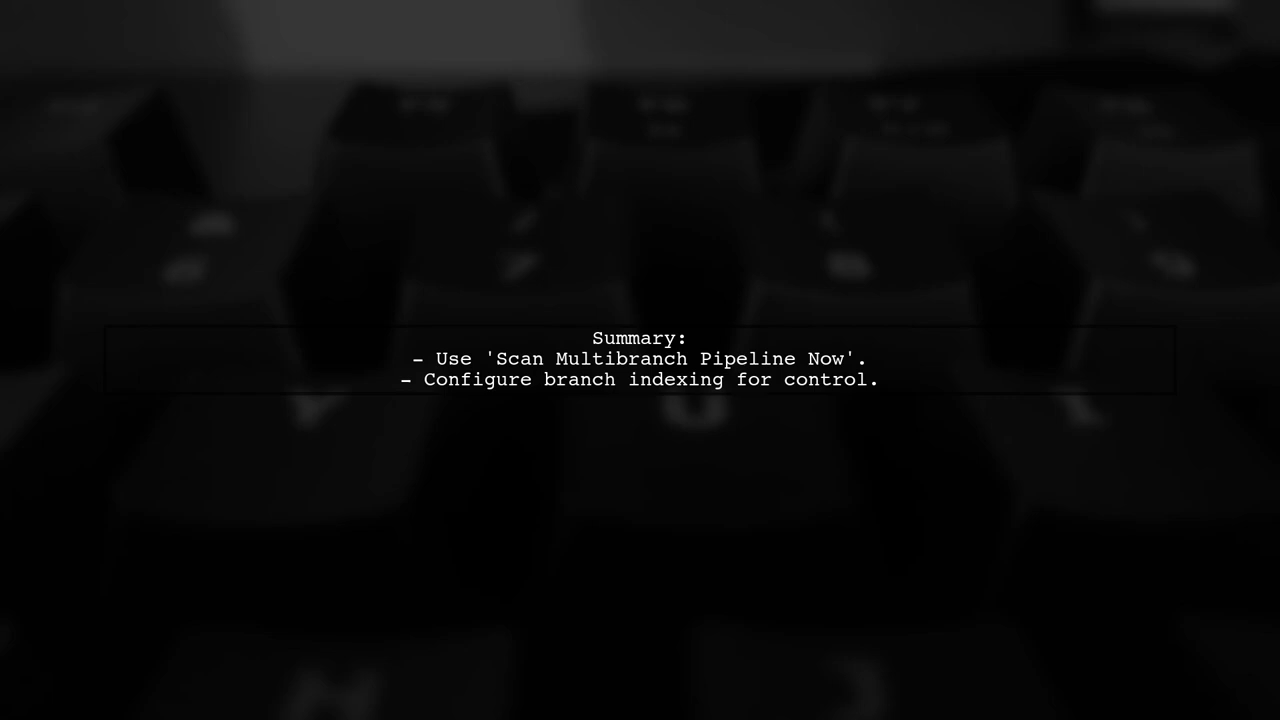 Summary:
- Use 'Scan Multibranch Pipeline Now'.
- Configure branch indexing for control.